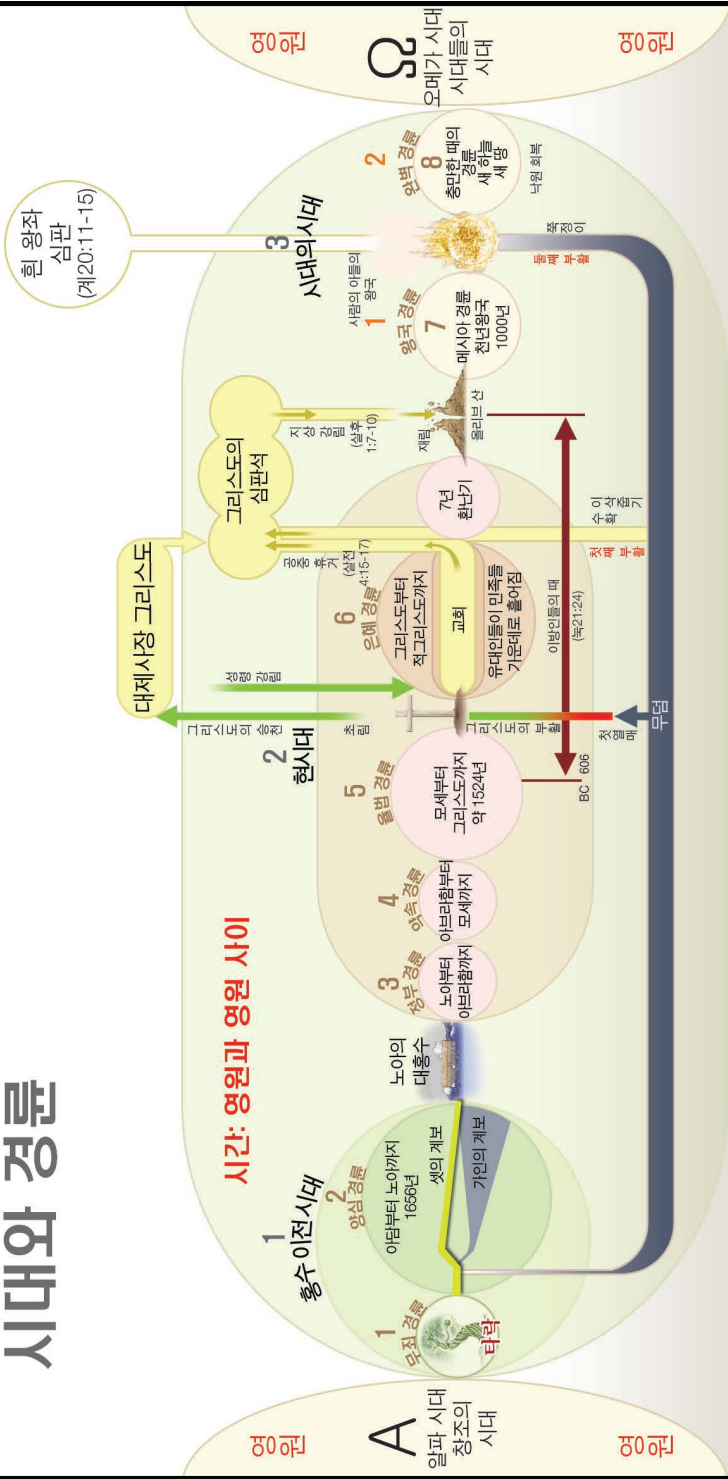 시대와 경륜
영원
A
알파 시대
창조의
시대
영원
시간: 영원과 영원 사이
1
홍수 이전 시대
1
무죄 경륜
타락
2
양심 경륜
아담부터 노아까지
1656년
셋의 계보
가인의 계보
노아의
대홍수
2
현시대
3
정부 경륜
노아부터
아브라함까지
4
약속 경륜
아브라함부터
모세까지
5
율법 경륜
모세부터
그리스도까지
약 1524년
BC 606
초림
그리스도의 승천
성령 강림
그리스도의 부활
첫열매
무덤
대제사장 그리스도
6
은혜 경륜
그리스도부터
적그리스도까지
교회
유대인들이 민족들
가운데로 흩어짐
이방인들의 때
(눅21:24)
공중 휴거
(살전
4:15-17)
첫째 부활
수확
이삭줍기
그리스도의
심판석
7년
환난기
지상 강림
(살후
1:7-10)
재림
올리브 산
3
시대의 시대
사람의 아들의
왕국
1
왕국 경륜
7
메시아 경륜
천년왕국
1000년
흰 왕좌
심판
(계20:11-15)
둘째 부활
쭉정이
2
완벽 경륜
8
충만한 때의
경륜
새 하늘
새 땅
낙원 회복
영원
Ω
오메가 시대
시대들의
시대
영원